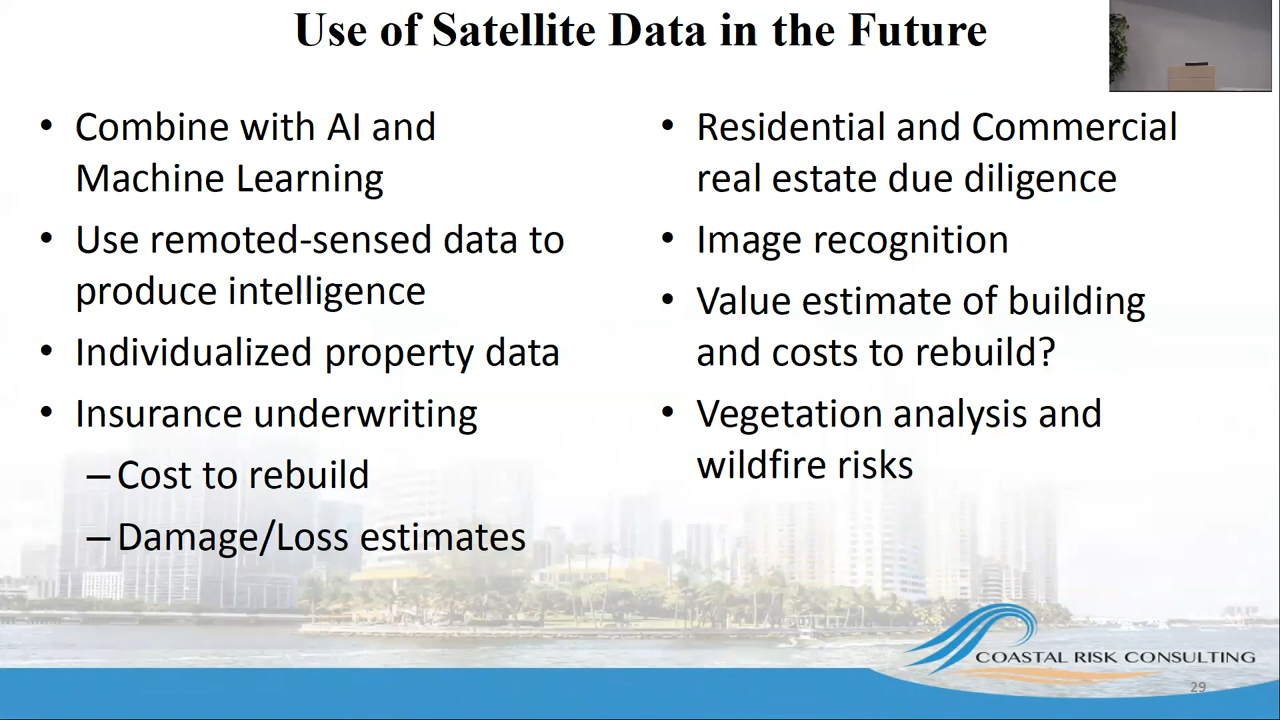 Use of Satellite Data in the Future
• Combine with AI and
Machine Learning
• Use remoted-sensed data to
produce intelligence
• Individualized property data
• Insurance underwriting
– Cost to rebuild
– Damage/Loss estimates
• Residential and Commercial
real estate due diligence
• Image recognition
• Value estimate of building
and costs to rebuild?
• Vegetation analysis and
wildfire risks
COASTAL RISK CONSULTING
29